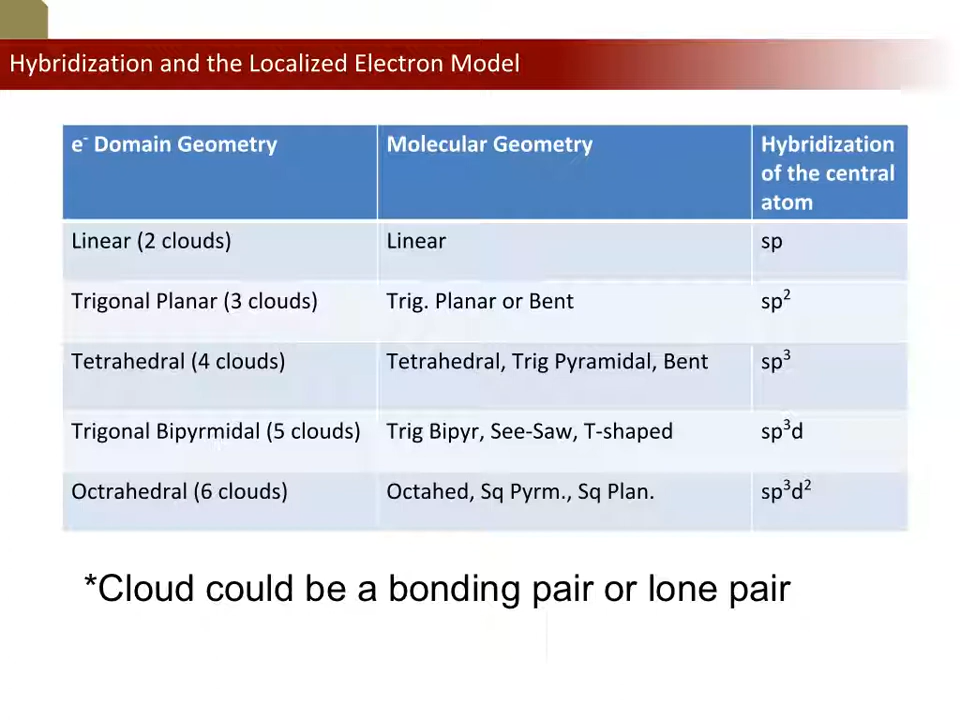 Hybridization and the Localized Electron Model
e⁻ Domain Geometry
Molecular Geometry
Hybridization
of the central
atom
Linear (2 clouds)
Linear
sp
Trigonal Planar (3 clouds)
Trig. Planar or Bent
sp²
Tetrahedral (4 clouds)
Tetrahedral, Trig Pyramidal, Bent
sp³
Trigonal Bipyrmidal (5 clouds)
Trig Bipyr, See-Saw, T-shaped
sp³d
Octrahedral (6 clouds)
Octahed, Sq Pyrm., Sq Plan.
sp³d²
*Cloud could be a bonding pair or lone pair